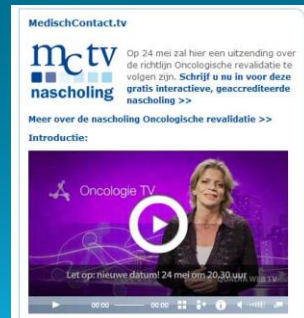 MedischContact.tv
mctv
nascholing
Op 24 mei zal hier een uitzending over
de richtlijn Oncologische revalidatie te
volgen zijn. Schrijf u nu in voor deze
gratis interactieve, geaccrediteerde
nascholing >>
Meer over de nascholing Oncologische revalidatie >>
Introductie:
Oncologie TV
Let op: nieuwe datum! 24 mei om 20.30 uur
WEB TV
00:00
00:00